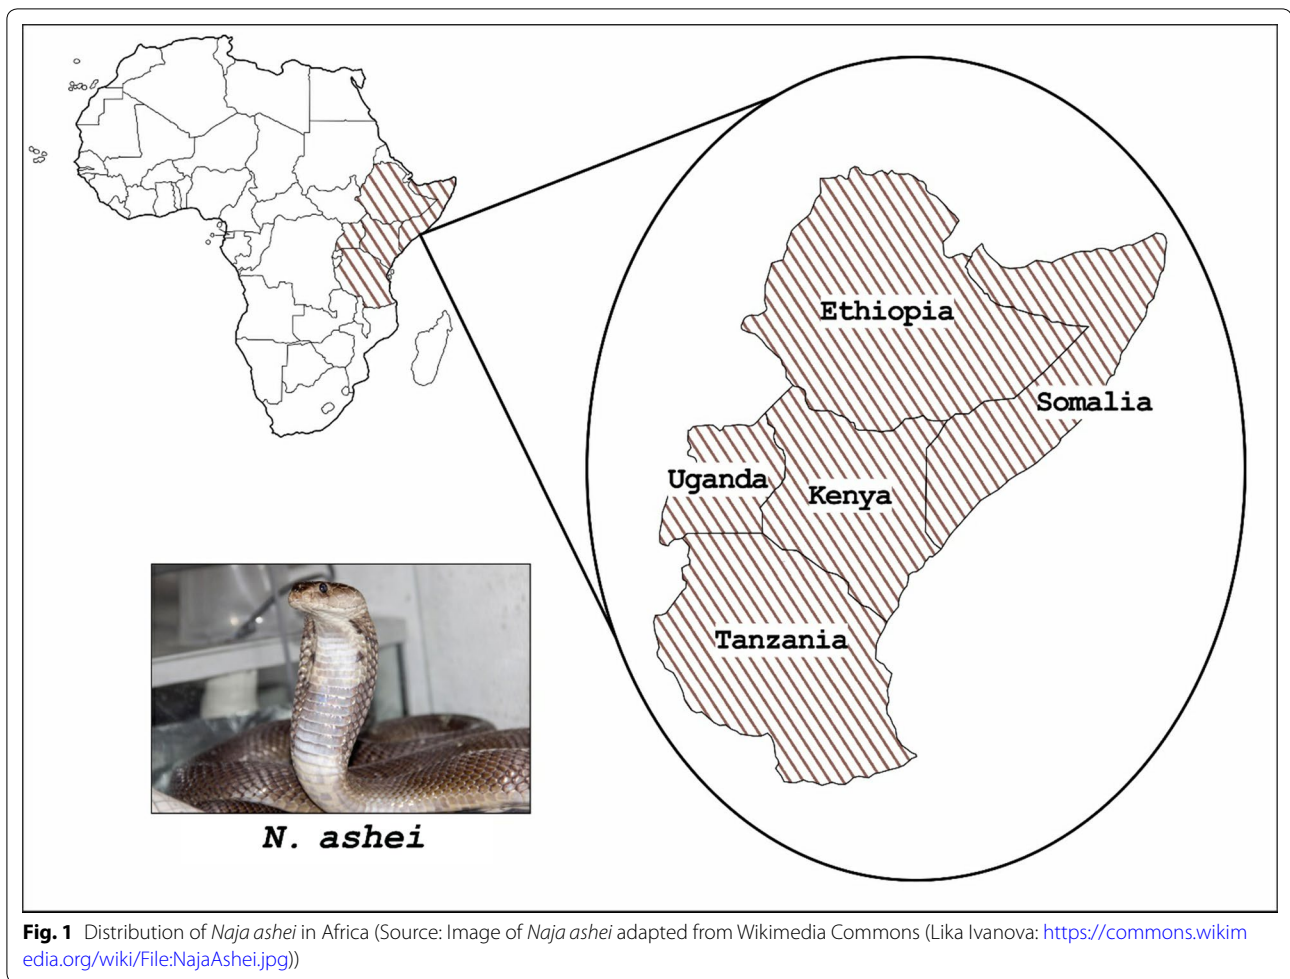 Ethiopia
Somalia
Uganda
Kenya
Tanzania
N. ashei
Fig. 1 Distribution of Naja ashei in Africa (Source: Image of Naja ashei adapted from Wikimedia Commons (Lika Ivanova: https://commons.wikim
edia.org/wiki/File:NajaAshei.jpg))